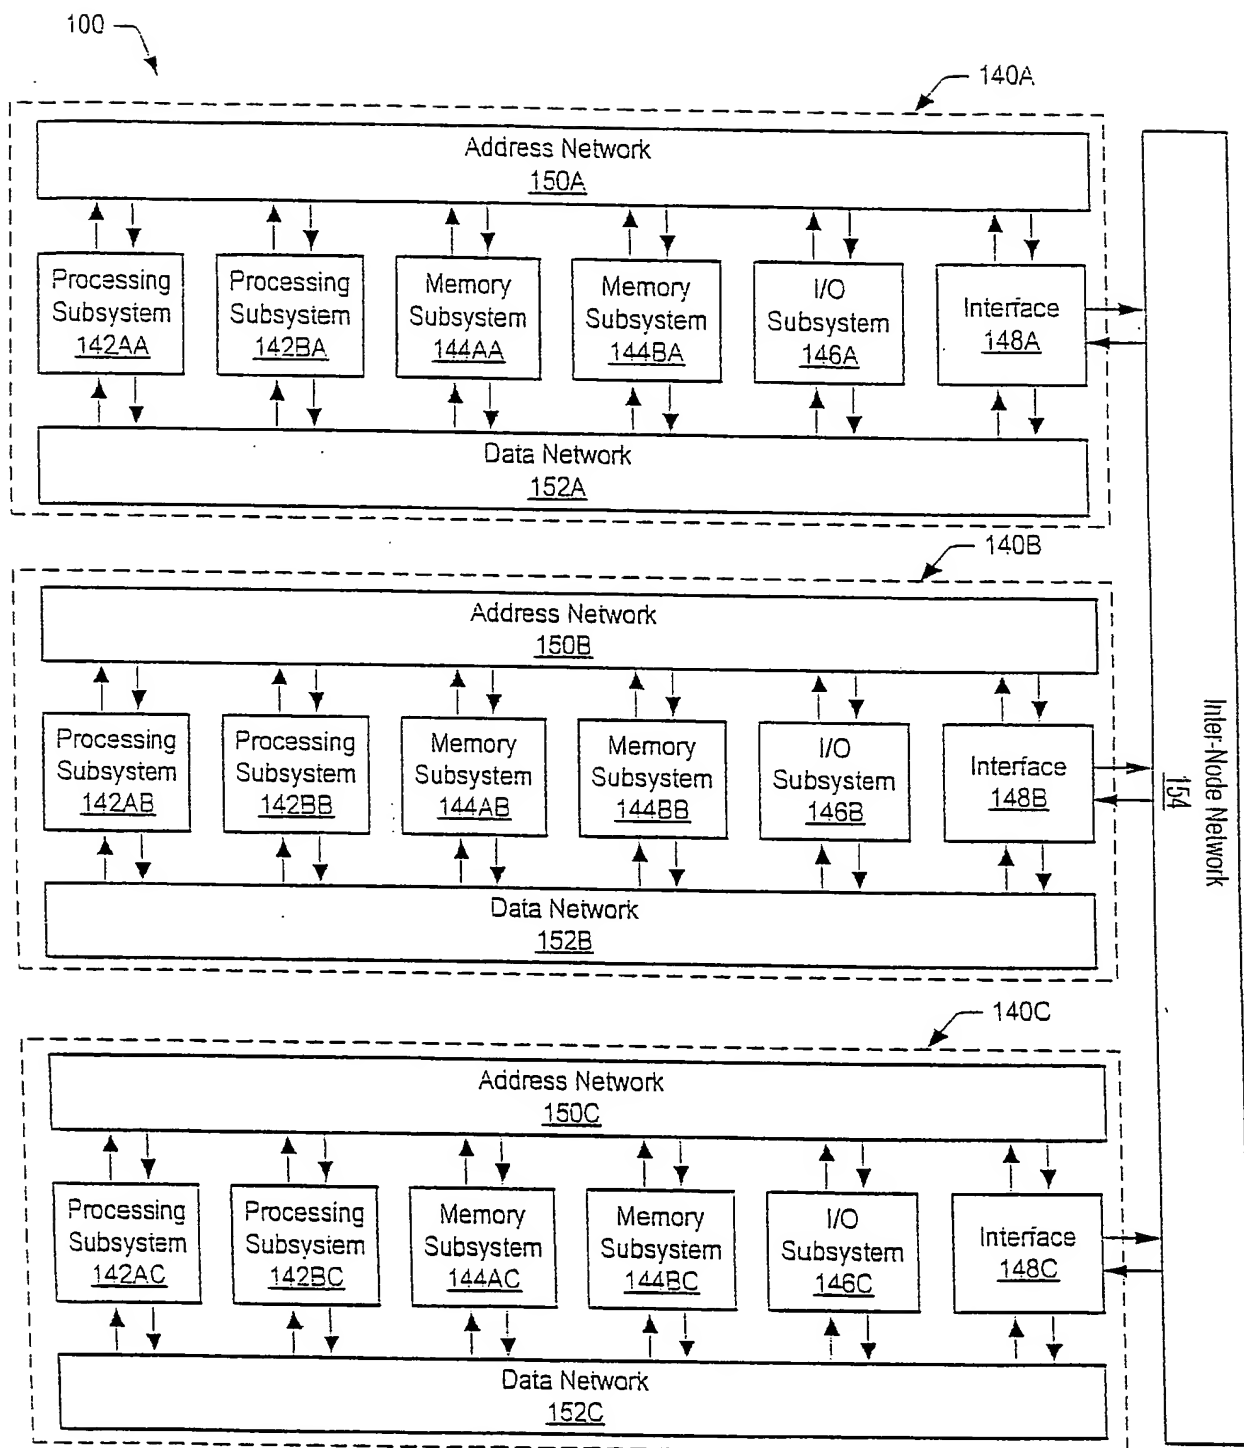 100
140A
Address Network
150A
Processing
Subsystem
142AA
Processing
Subsystem
142BA
Memory
Subsystem
144AA
Memory
Subsystem
144BA
I/O
Subsystem
146A
Interface
148A
Data Network
152A
140B
Address Network
150B
Processing
Subsystem
142AB
Processing
Subsystem
142BB
Memory
Subsystem
144AB
Memory
Subsystem
144BB
I/O
Subsystem
146B
Interface
148B
Data Network
152B
140C
Address Network
150C
Processing
Subsystem
142AC
Processing
Subsystem
142BC
Memory
Subsystem
144AC
Memory
Subsystem
144BC
I/O
Subsystem
146C
Interface
148C
Data Network
152C
Inter-Node Network
154